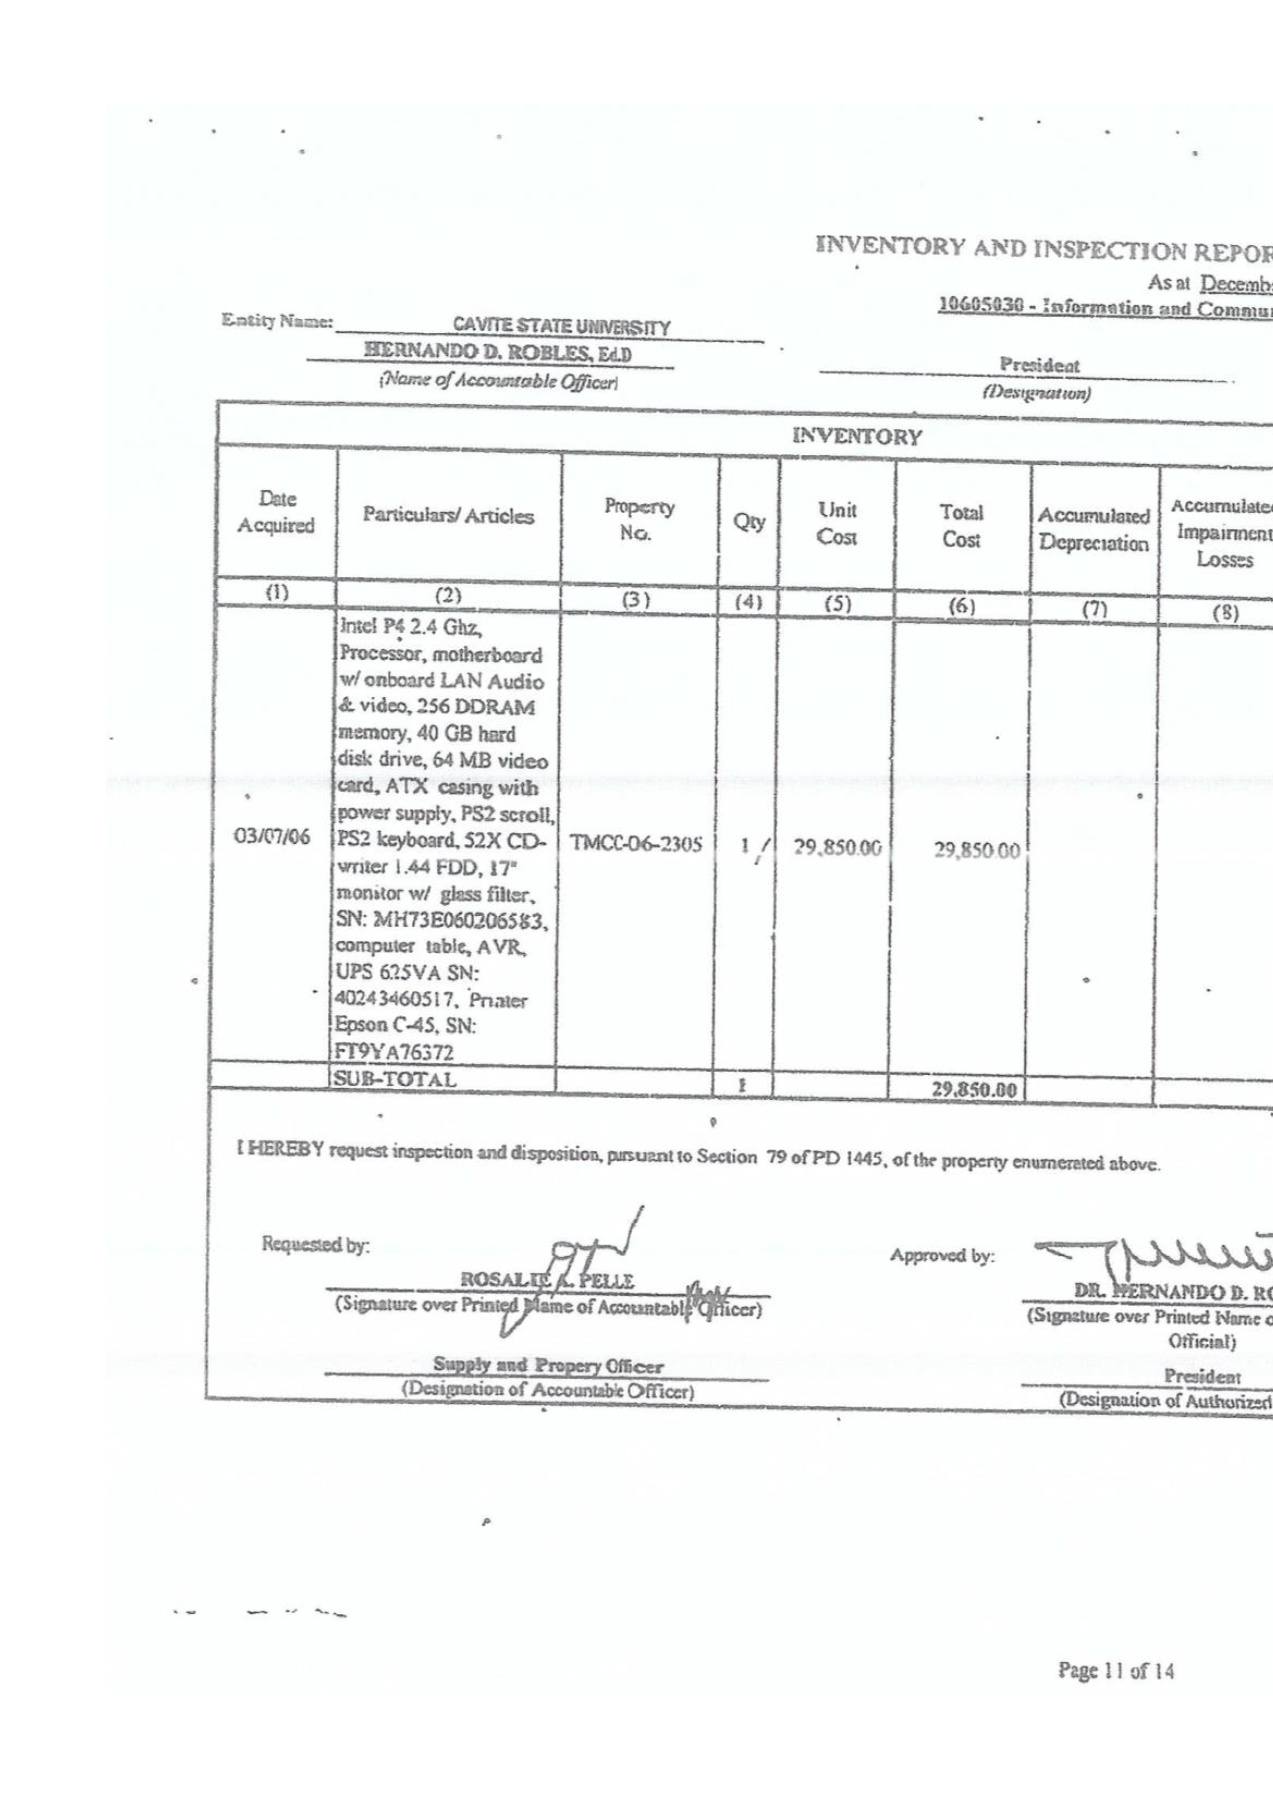 INVENTORY AND INSPECTION REPOR
As at Decemb
10605030 - Information and Commu
Entity Name: CAVITE STATE UNIVERSITY
HERNANDO D. ROBLES, Ed.D
(Name of Accountable Officer)
President
(Designation)
INVENTORY
Date Acquired
Particulars/ Articles
Property No.
Qty
Unit Cost
Total Cost
Accumulated Depreciation
Accumulate Impairment Losses
(1) (2) (3) (4) (5) (6) (7) (8)
03/07/06
Intel P4 2.4 Ghz,
Processor, motherboard
w/ onboard LAN Audio
& video, 256 DDRAM
memory, 40 GB hard
disk drive, 64 MB video
card, ATX casing with
power supply, PS2 scroll,
PS2 keyboard, 52X CD-
writer 1.44 FDD, 17"
monitor w/ glass filter,
SN: MH73E060206583,
computer table, AVR,
UPS 625VA SN:
40243460517, Printer
Epson C-45, SN:
FT9YA76372
TMCC-06-2305
1 /
29,850.00
29,850.00
SUB-TOTAL 1 29,850.00
I HEREBY request inspection and disposition, pursuant to Section 79 of PD 1445, of the property enumerated above.
Requested by:
ROSALIE A. PELLE
(Signature over Printed Name of Accountable Officer)
Supply and Propery Officer
(Designation of Accountable Officer)
Approved by:
DR. HERNANDO D. RO
(Signature over Printed Name o
Official)
President
(Designation of Authorized
Page 11 of 14